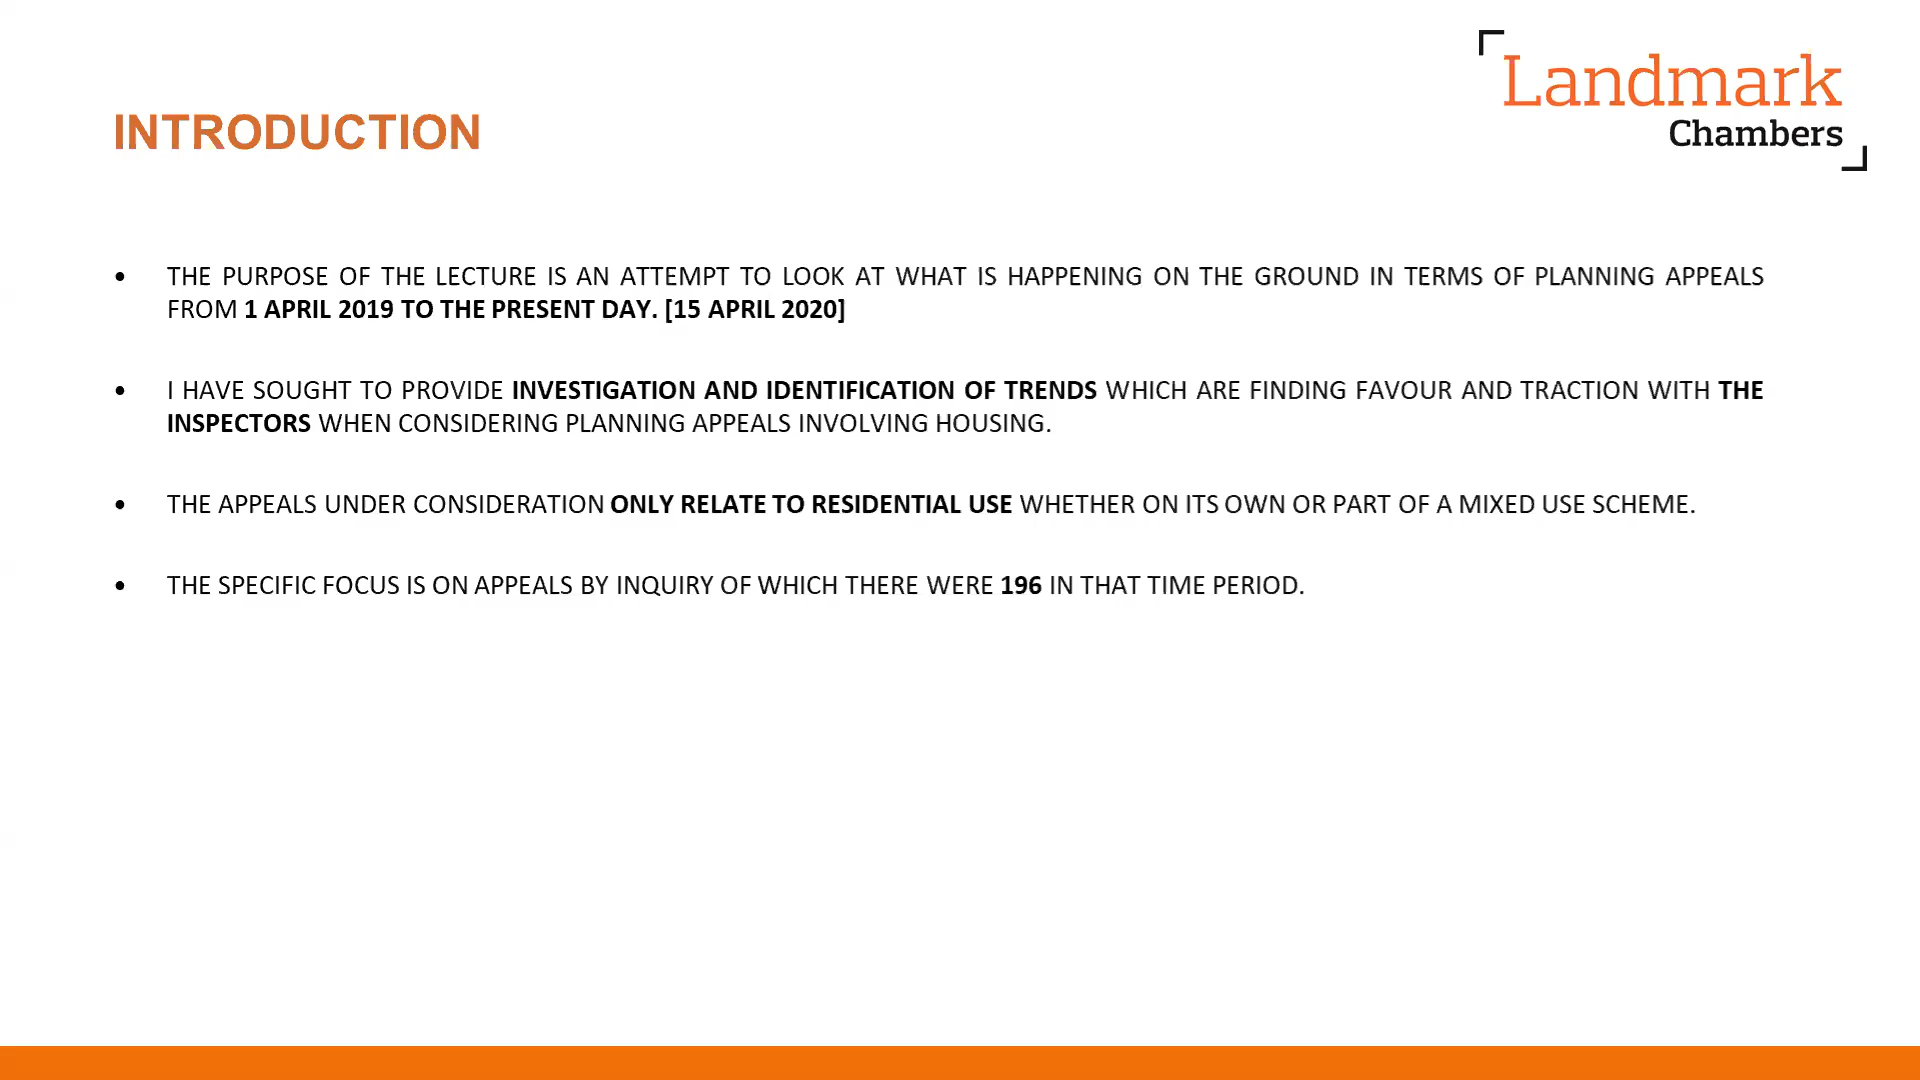 Landmark
Chambers
INTRODUCTION
• THE PURPOSE OF THE LECTURE IS AN ATTEMPT TO LOOK AT WHAT IS HAPPENING ON THE GROUND IN TERMS OF PLANNING APPEALS
FROM 1 APRIL 2019 TO THE PRESENT DAY. [15 APRIL 2020]
• I HAVE SOUGHT TO PROVIDE INVESTIGATION AND IDENTIFICATION OF TRENDS WHICH ARE FINDING FAVOUR AND TRACTION WITH THE
INSPECTORS WHEN CONSIDERING PLANNING APPEALS INVOLVING HOUSING.
• THE APPEALS UNDER CONSIDERATION ONLY RELATE TO RESIDENTIAL USE WHETHER ON ITS OWN OR PART OF A MIXED USE SCHEME.
• THE SPECIFIC FOCUS IS ON APPEALS BY INQUIRY OF WHICH THERE WERE 196 IN THAT TIME PERIOD.